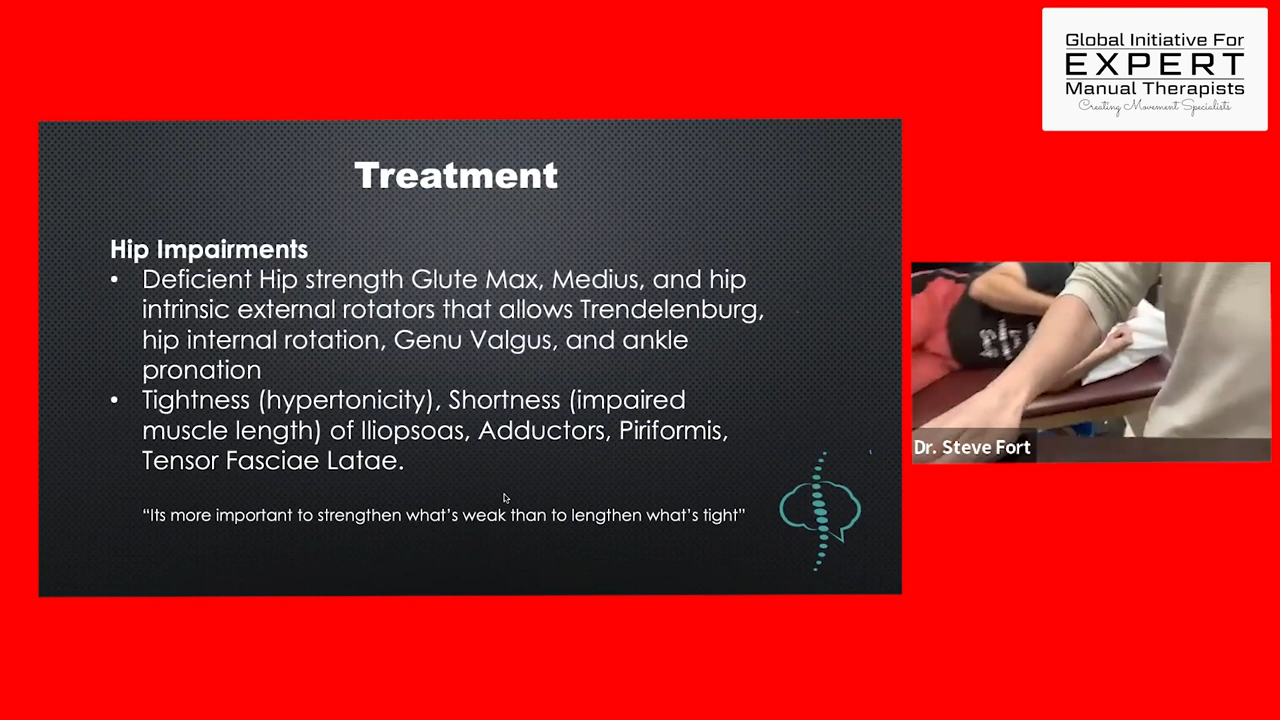 Global Initiative For
EXPERT
Manual Therapists
Creating Movement Specialists
Treatment
Hip Impairments
• Deficient Hip strength Glute Max, Medius, and hip
intrinsic external rotators that allows Trendelenburg,
hip internal rotation, Genu Valgus, and ankle
pronation
• Tightness (hypertonicity), Shortness (impaired
muscle length) of Iliopsoas, Adductors, Piriformis,
Tensor Fasciae Latae.
“Its more important to strengthen what’s weak than to lengthen what’s tight”
Dr. Steve Fort